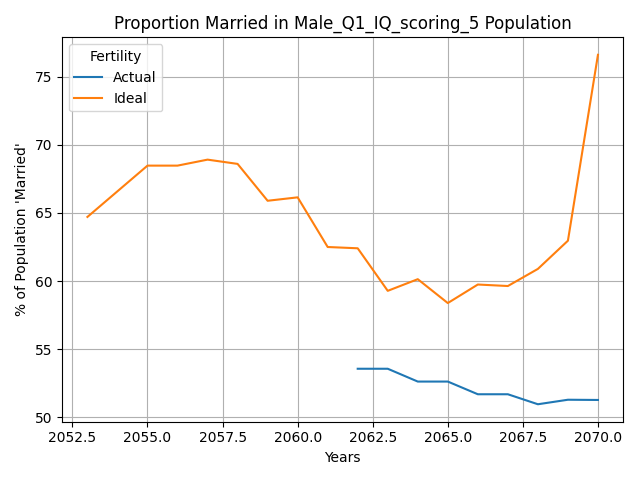 Proportion Married in Male_Q1_IQ_scoring_5 Population
Fertility
Actual
Ideal
% of Population 'Married'
75
70
65
60
55
50
2052.5 2055.0 2057.5 2060.0 2062.5 2065.0 2067.5 2070.0
Years